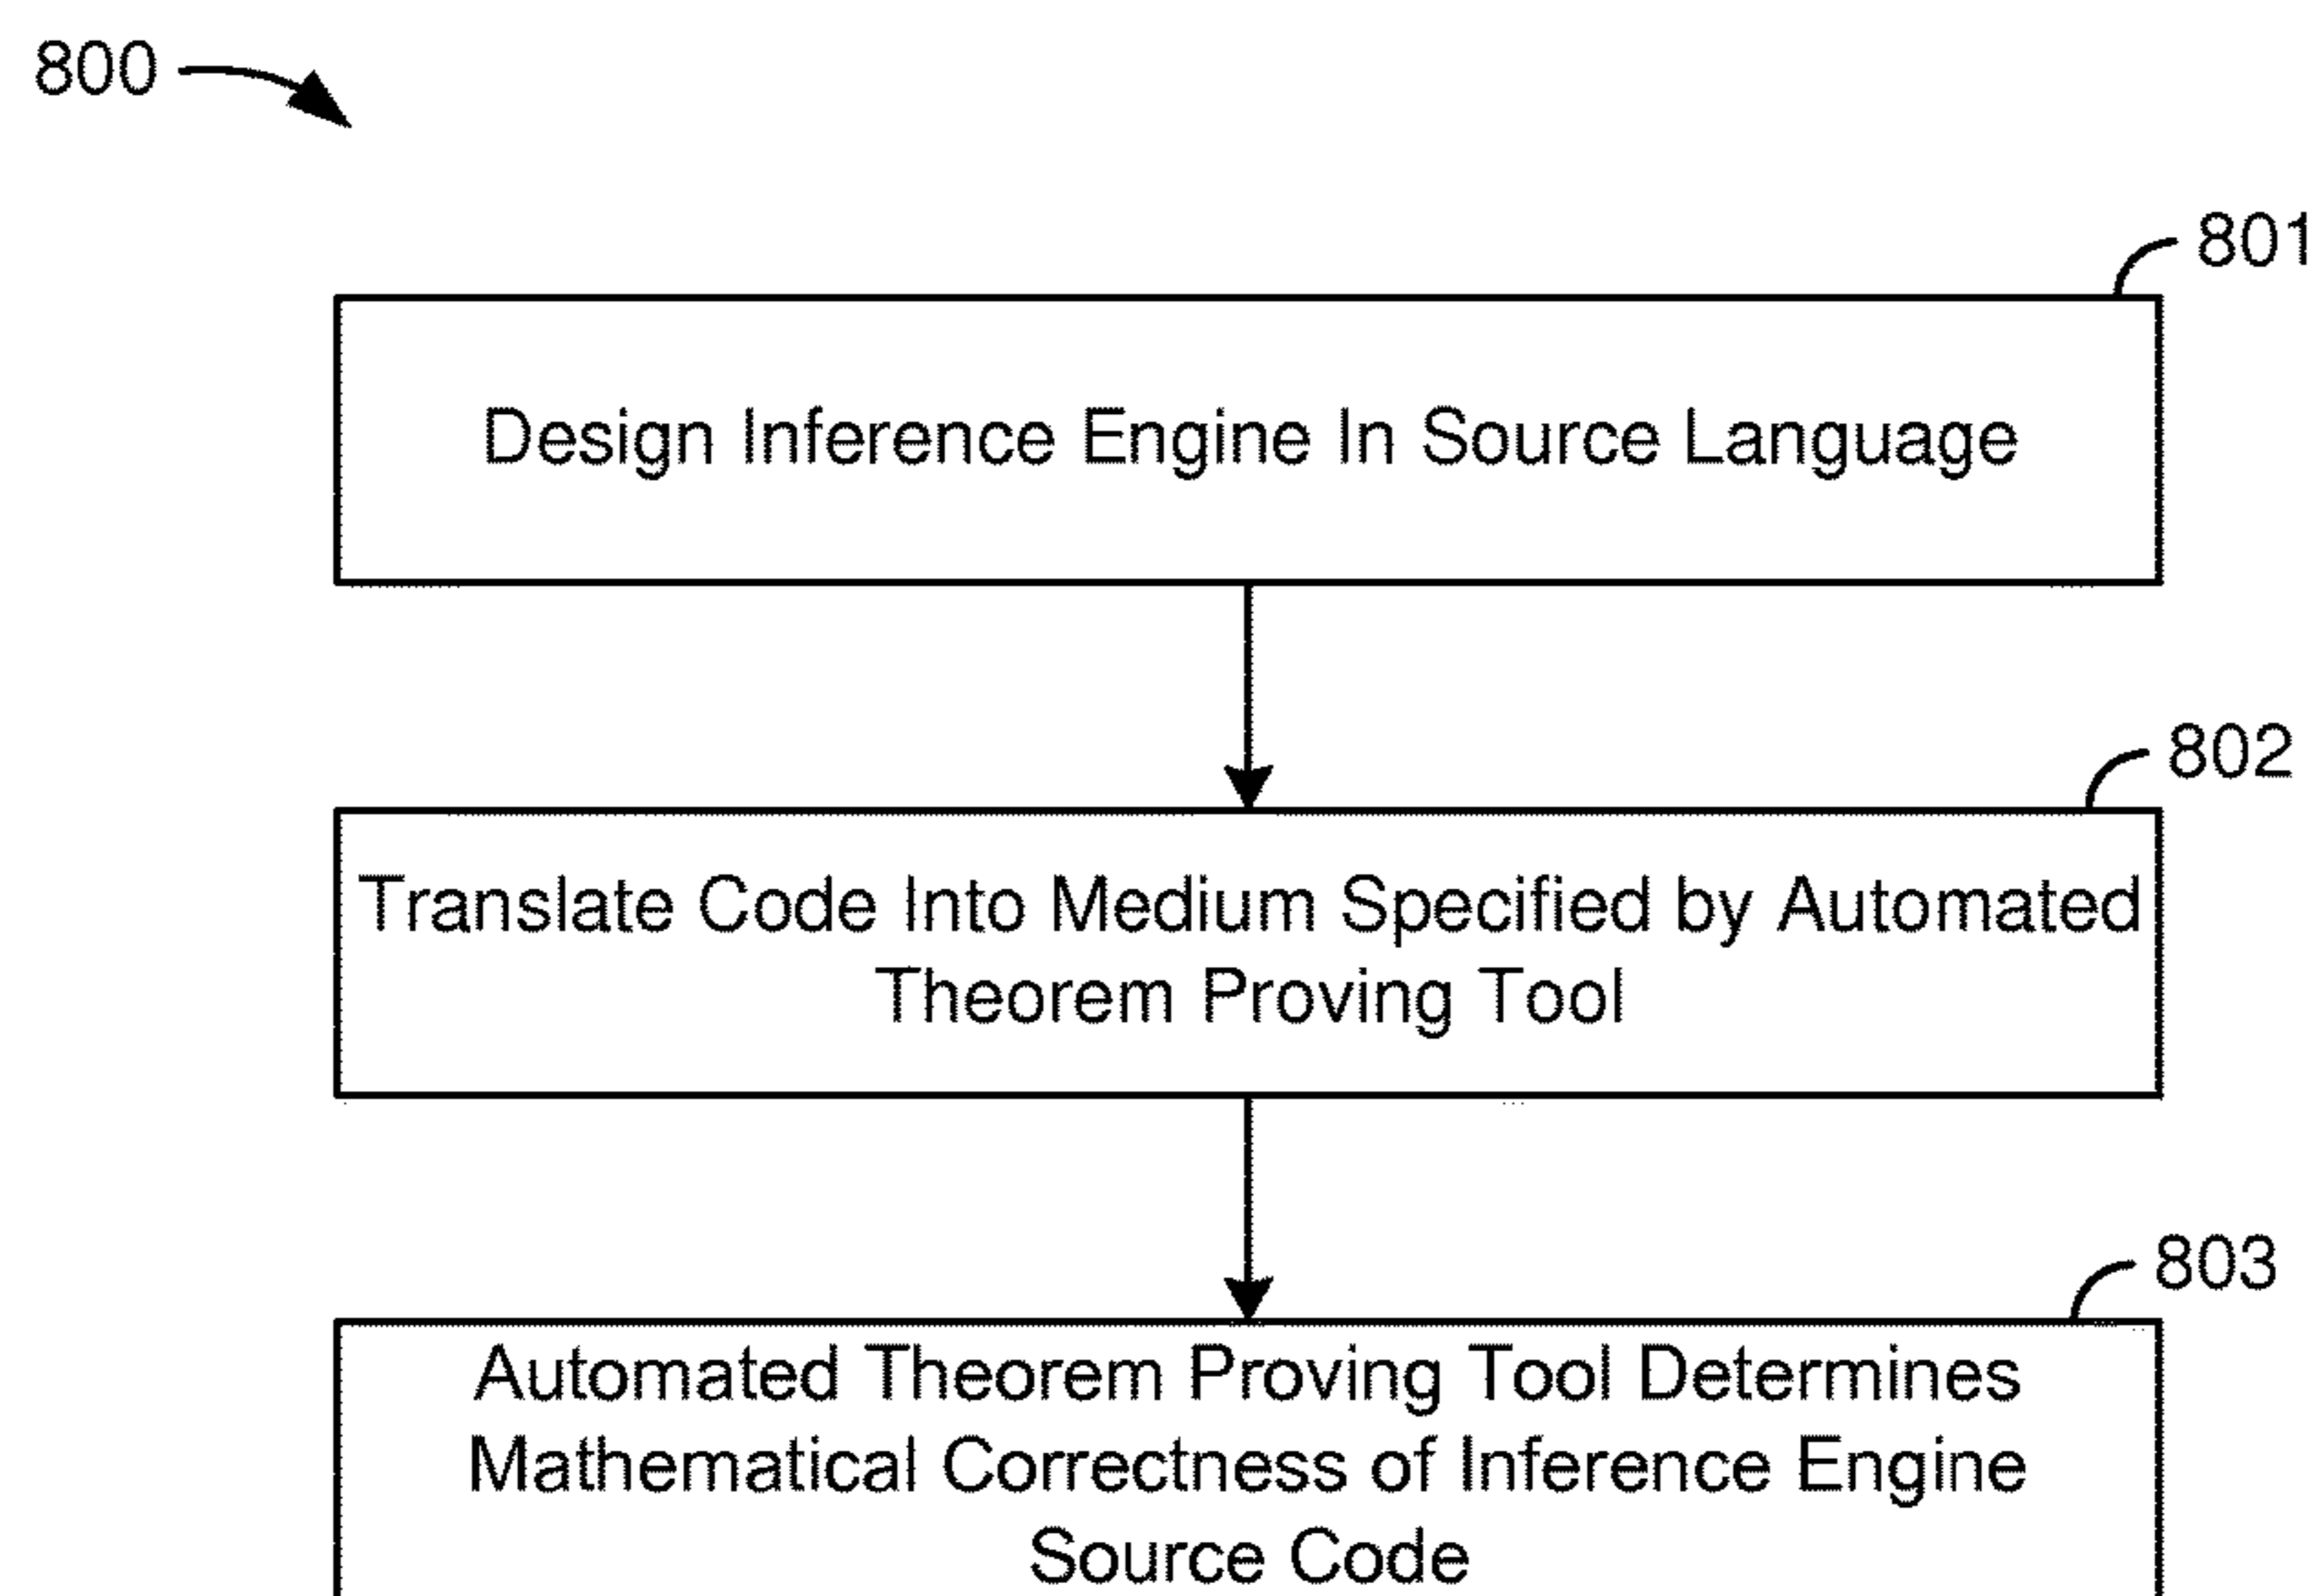 800
801
Design Inference Engine In Source Language
802
Translate Code Into Medium Specified by Automated
Theorem Proving Tool
803
Automated Theorem Proving Tool Determines
Mathematical Correctness of Inference Engine
Source Code